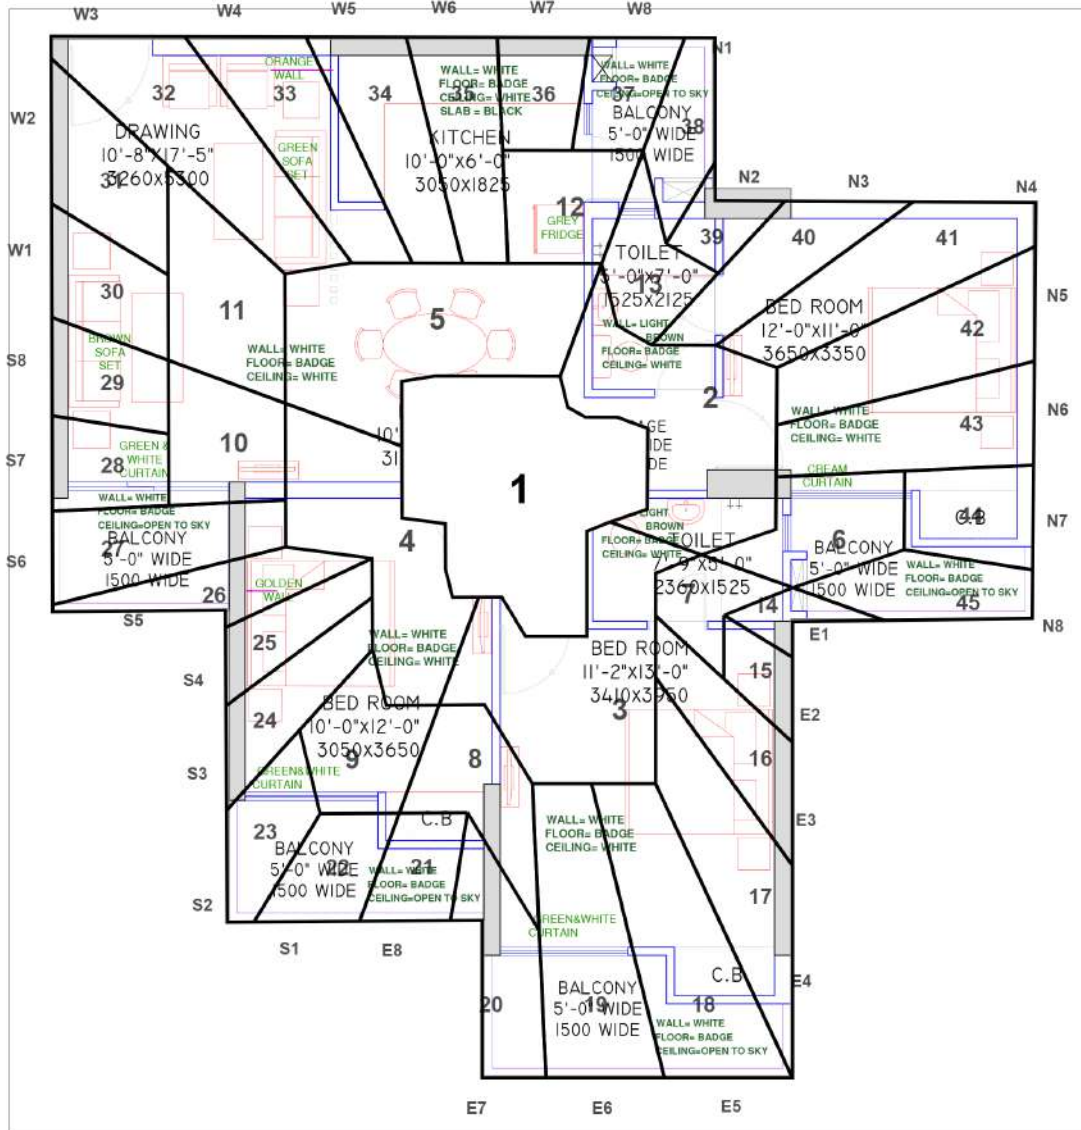 W3
W4
W5
W6
W7
W8
N1
W2
W1
S8
S7
S6
S5
S4
S3
S2
S1
E8
E7
E6
E5
E4
E3
E2
E1
N8
N7
N6
N5
N4
N3
N2
32
33
34
35
36
37
38
ORANGE
WALL
WALL= WHITE
FLOOR= BADGE
CEILING= WHITE
SLAB = BLACK
WALL= WHITE
FLOOR= BADGE
CEILING=OPEN TO SKY
DRAWING
10'-8"X17'-5"
3260x5300
31
GREEN
SOFA
SET
KITCHEN
10'-0"x6'-0"
3050x1825
BALCONY
5'-0" WIDE
1500 WIDE
12
GREY
FRIDGE
TOILET
5'-0"x7'-0"
1525x2125
13
WALL= LIGHT
BROWN
FLOOR= BADGE
CEILING= WHITE
39
40
41
BED ROOM
12'-0"x11'-0"
3650x3350
42
43
WALL= WHITE
FLOOR= BADGE
CEILING= WHITE
CREAM
CURTAIN
30
BROWN
SOFA
SET
29
11
5
WALL= WHITE
FLOOR= BADGE
CEILING= WHITE
2
10
28
GREEN &
WHITE
CURTAIN
1
WALL= WHITE
FLOOR= BADGE
CEILING=OPEN TO SKY
27
BALCONY
5'-0" WIDE
1500 WIDE
26
4
LIGHT
BROWN
FLOOR= BADGE
CEILING= WHITE
TOILET
7'-9"x5'-0"
2360x1525
7
14
6
BALCONY
5'-0" WIDE
1500 WIDE
44
C.B
WALL= WHITE
FLOOR= BADGE
CEILING=OPEN TO SKY
45
GOLDEN
25
WALL= WHITE
FLOOR= BADGE
CEILING= WHITE
24
BED ROOM
10'-0"x12'-0"
3050x3650
9
8
GREEN&WHITE
CURTAIN
BED ROOM
11'-2"x13'-0"
3410x3950
3
15
16
17
23
BALCONY
5'-0" WIDE
1500 WIDE
22
21
C.B
WALL= WHITE
FLOOR= BADGE
CEILING=OPEN TO SKY
WALL= WHITE
FLOOR= BADGE
CEILING= WHITE
GREEN&WHITE
CURTAIN
20
BALCONY
5'-0" WIDE
1500 WIDE
19
18
C.B
WALL= WHITE
FLOOR= BADGE
CEILING=OPEN TO SKY